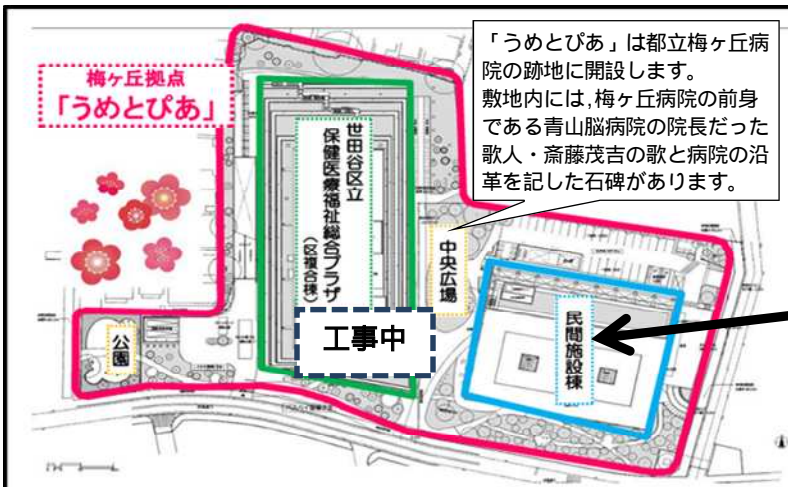 「うめとぴあ」は都立梅ヶ丘病
院の跡地に開設します。
敷地内には,梅ヶ丘病院の前身
である青山脳病院の院長だった
歌人・斎藤茂吉の歌と病院の沿
革を記した石碑があります。
梅ヶ丘拠点
「うめとぴあ」
世田谷区立
保健医療福祉総合プラザ
(区複合棟)
工事中
中央広場
民間施設棟
公園